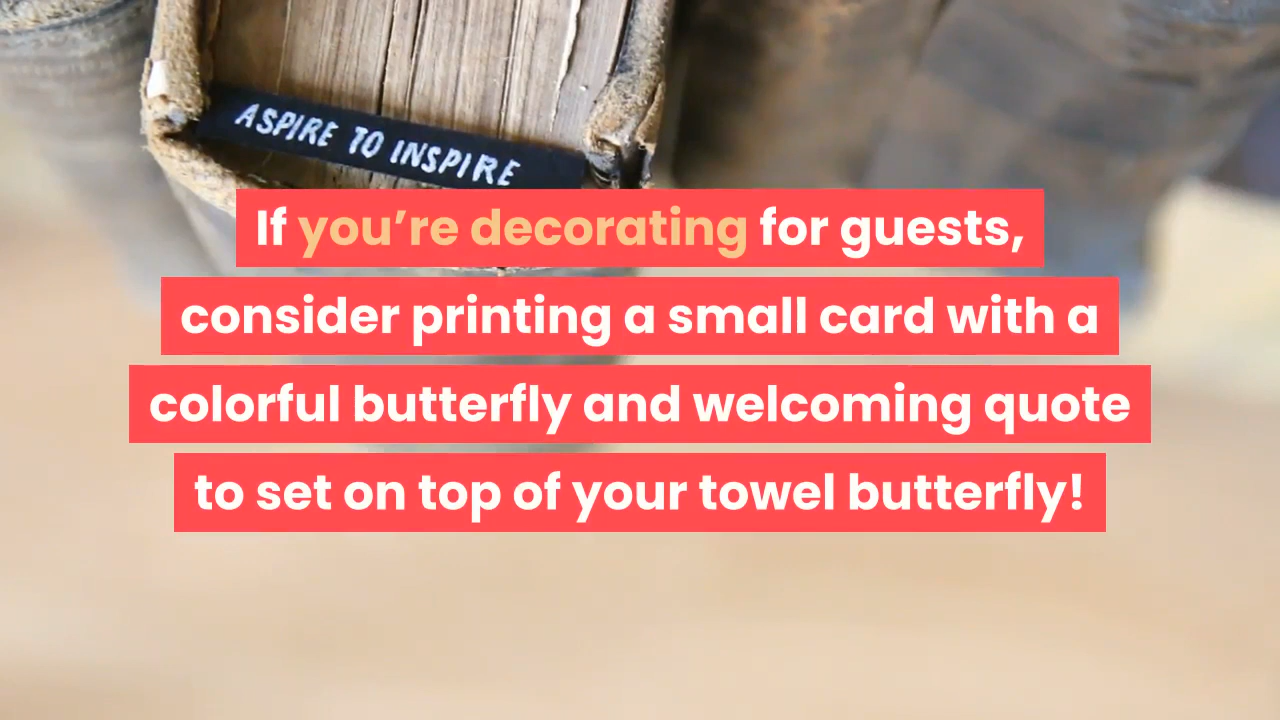 ASPIRE TO INSPIRE
If you’re decorating for guests,
consider printing a small card with a
colorful butterfly and welcoming quote
to set on top of your towel butterfly!